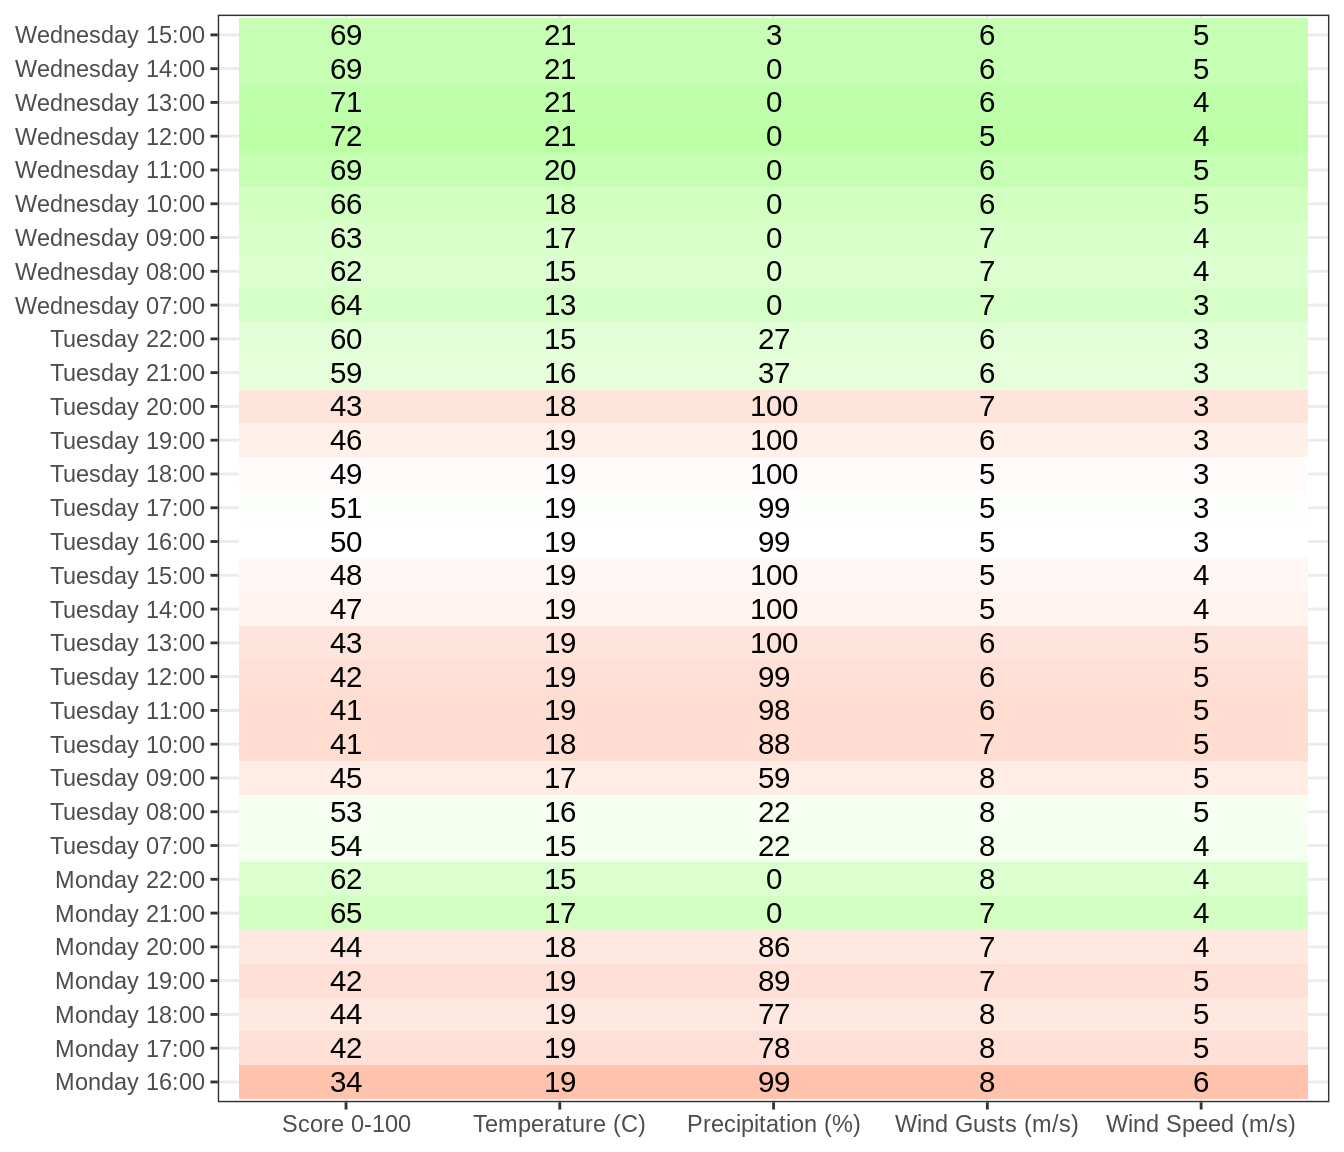 Wednesday 15:00 69 21 3 6 5
Wednesday 14:00 69 21 0 6 5
Wednesday 13:00 71 21 0 6 4
Wednesday 12:00 72 21 0 5 4
Wednesday 11:00 69 20 0 6 5
Wednesday 10:00 66 18 0 6 5
Wednesday 09:00 63 17 0 7 4
Wednesday 08:00 62 15 0 7 4
Wednesday 07:00 64 13 0 7 3
Tuesday 22:00 60 15 27 6 3
Tuesday 21:00 59 16 37 6 3
Tuesday 20:00 43 18 100 7 3
Tuesday 19:00 46 19 100 6 3
Tuesday 18:00 49 19 100 5 3
Tuesday 17:00 51 19 99 5 3
Tuesday 16:00 50 19 99 5 3
Tuesday 15:00 48 19 100 5 4
Tuesday 14:00 47 19 100 5 4
Tuesday 13:00 43 19 100 6 5
Tuesday 12:00 42 19 99 6 5
Tuesday 11:00 41 19 98 6 5
Tuesday 10:00 41 18 88 7 5
Tuesday 09:00 45 17 59 8 5
Tuesday 08:00 53 16 22 8 5
Tuesday 07:00 54 15 22 8 4
Monday 22:00 62 15 0 8 4
Monday 21:00 65 17 0 7 4
Monday 20:00 44 18 86 7 4
Monday 19:00 42 19 89 7 5
Monday 18:00 44 19 77 8 5
Monday 17:00 42 19 78 8 5
Monday 16:00 34 19 99 8 6
Score 0-100 Temperature (C) Precipitation (%) Wind Gusts (m/s) Wind Speed (m/s)